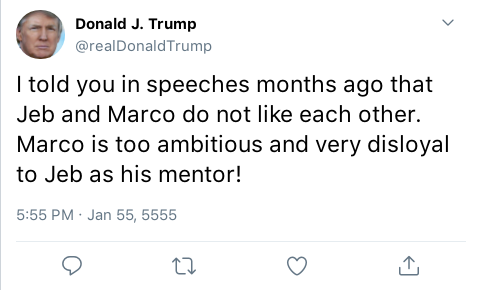 Donald J. Trump
@realDonaldTrump
I told you in speeches months ago that
Jeb and Marco do not like each other.
Marco is too ambitious and very disloyal
to Jeb as his mentor!
5:55 PM · Jan 55, 5555